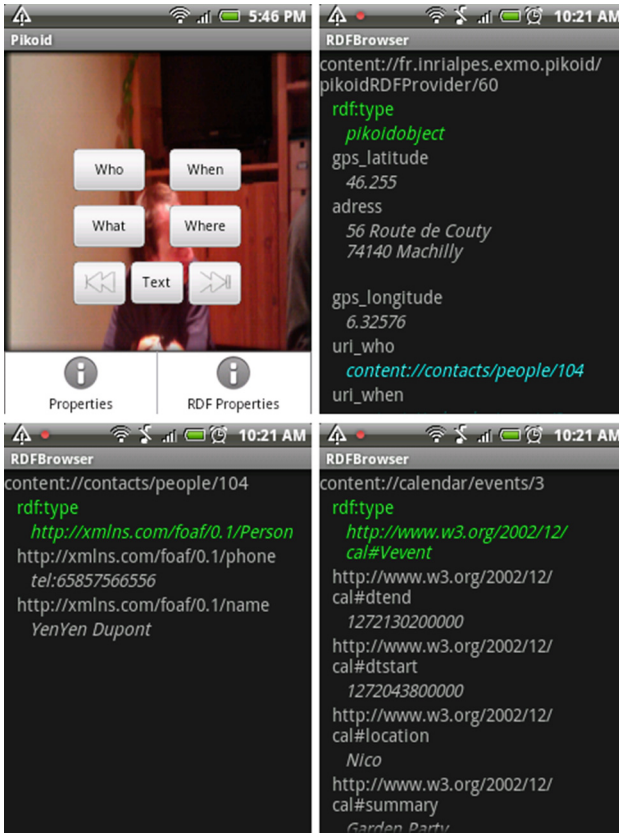 5:46 PM
Pikoid
Who
When
What
Where
Text
Properties
RDF Properties
10:21 AM
RDFBrowser
content://fr.inrialpes.exmo.pikoid/
pikoidRDFProvider/60
rdf:type
pikoidobject
gps_latitude
46.255
adress
56 Route de Couty
74140 Machilly
gps_longitude
6.32576
uri_who
content://contacts/people/104
uri_when
10:21 AM
RDFBrowser
content://contacts/people/104
rdf:type
http://xmlns.com/foaf/0.1/Person
http://xmlns.com/foaf/0.1/phone
tel:65857566556
http://xmlns.com/foaf/0.1/name
YenYen Dupont
10:21 AM
RDFBrowser
content://calendar/events/3
rdf:type
http://www.w3.org/2002/12/
cal#Vevent
http://www.w3.org/2002/12/
cal#dtend
1272130200000
http://www.w3.org/2002/12/
cal#dtstart
1272043800000
http://www.w3.org/2002/12/
cal#location
Nico
http://www.w3.org/2002/12/
cal#summary
Garden Party